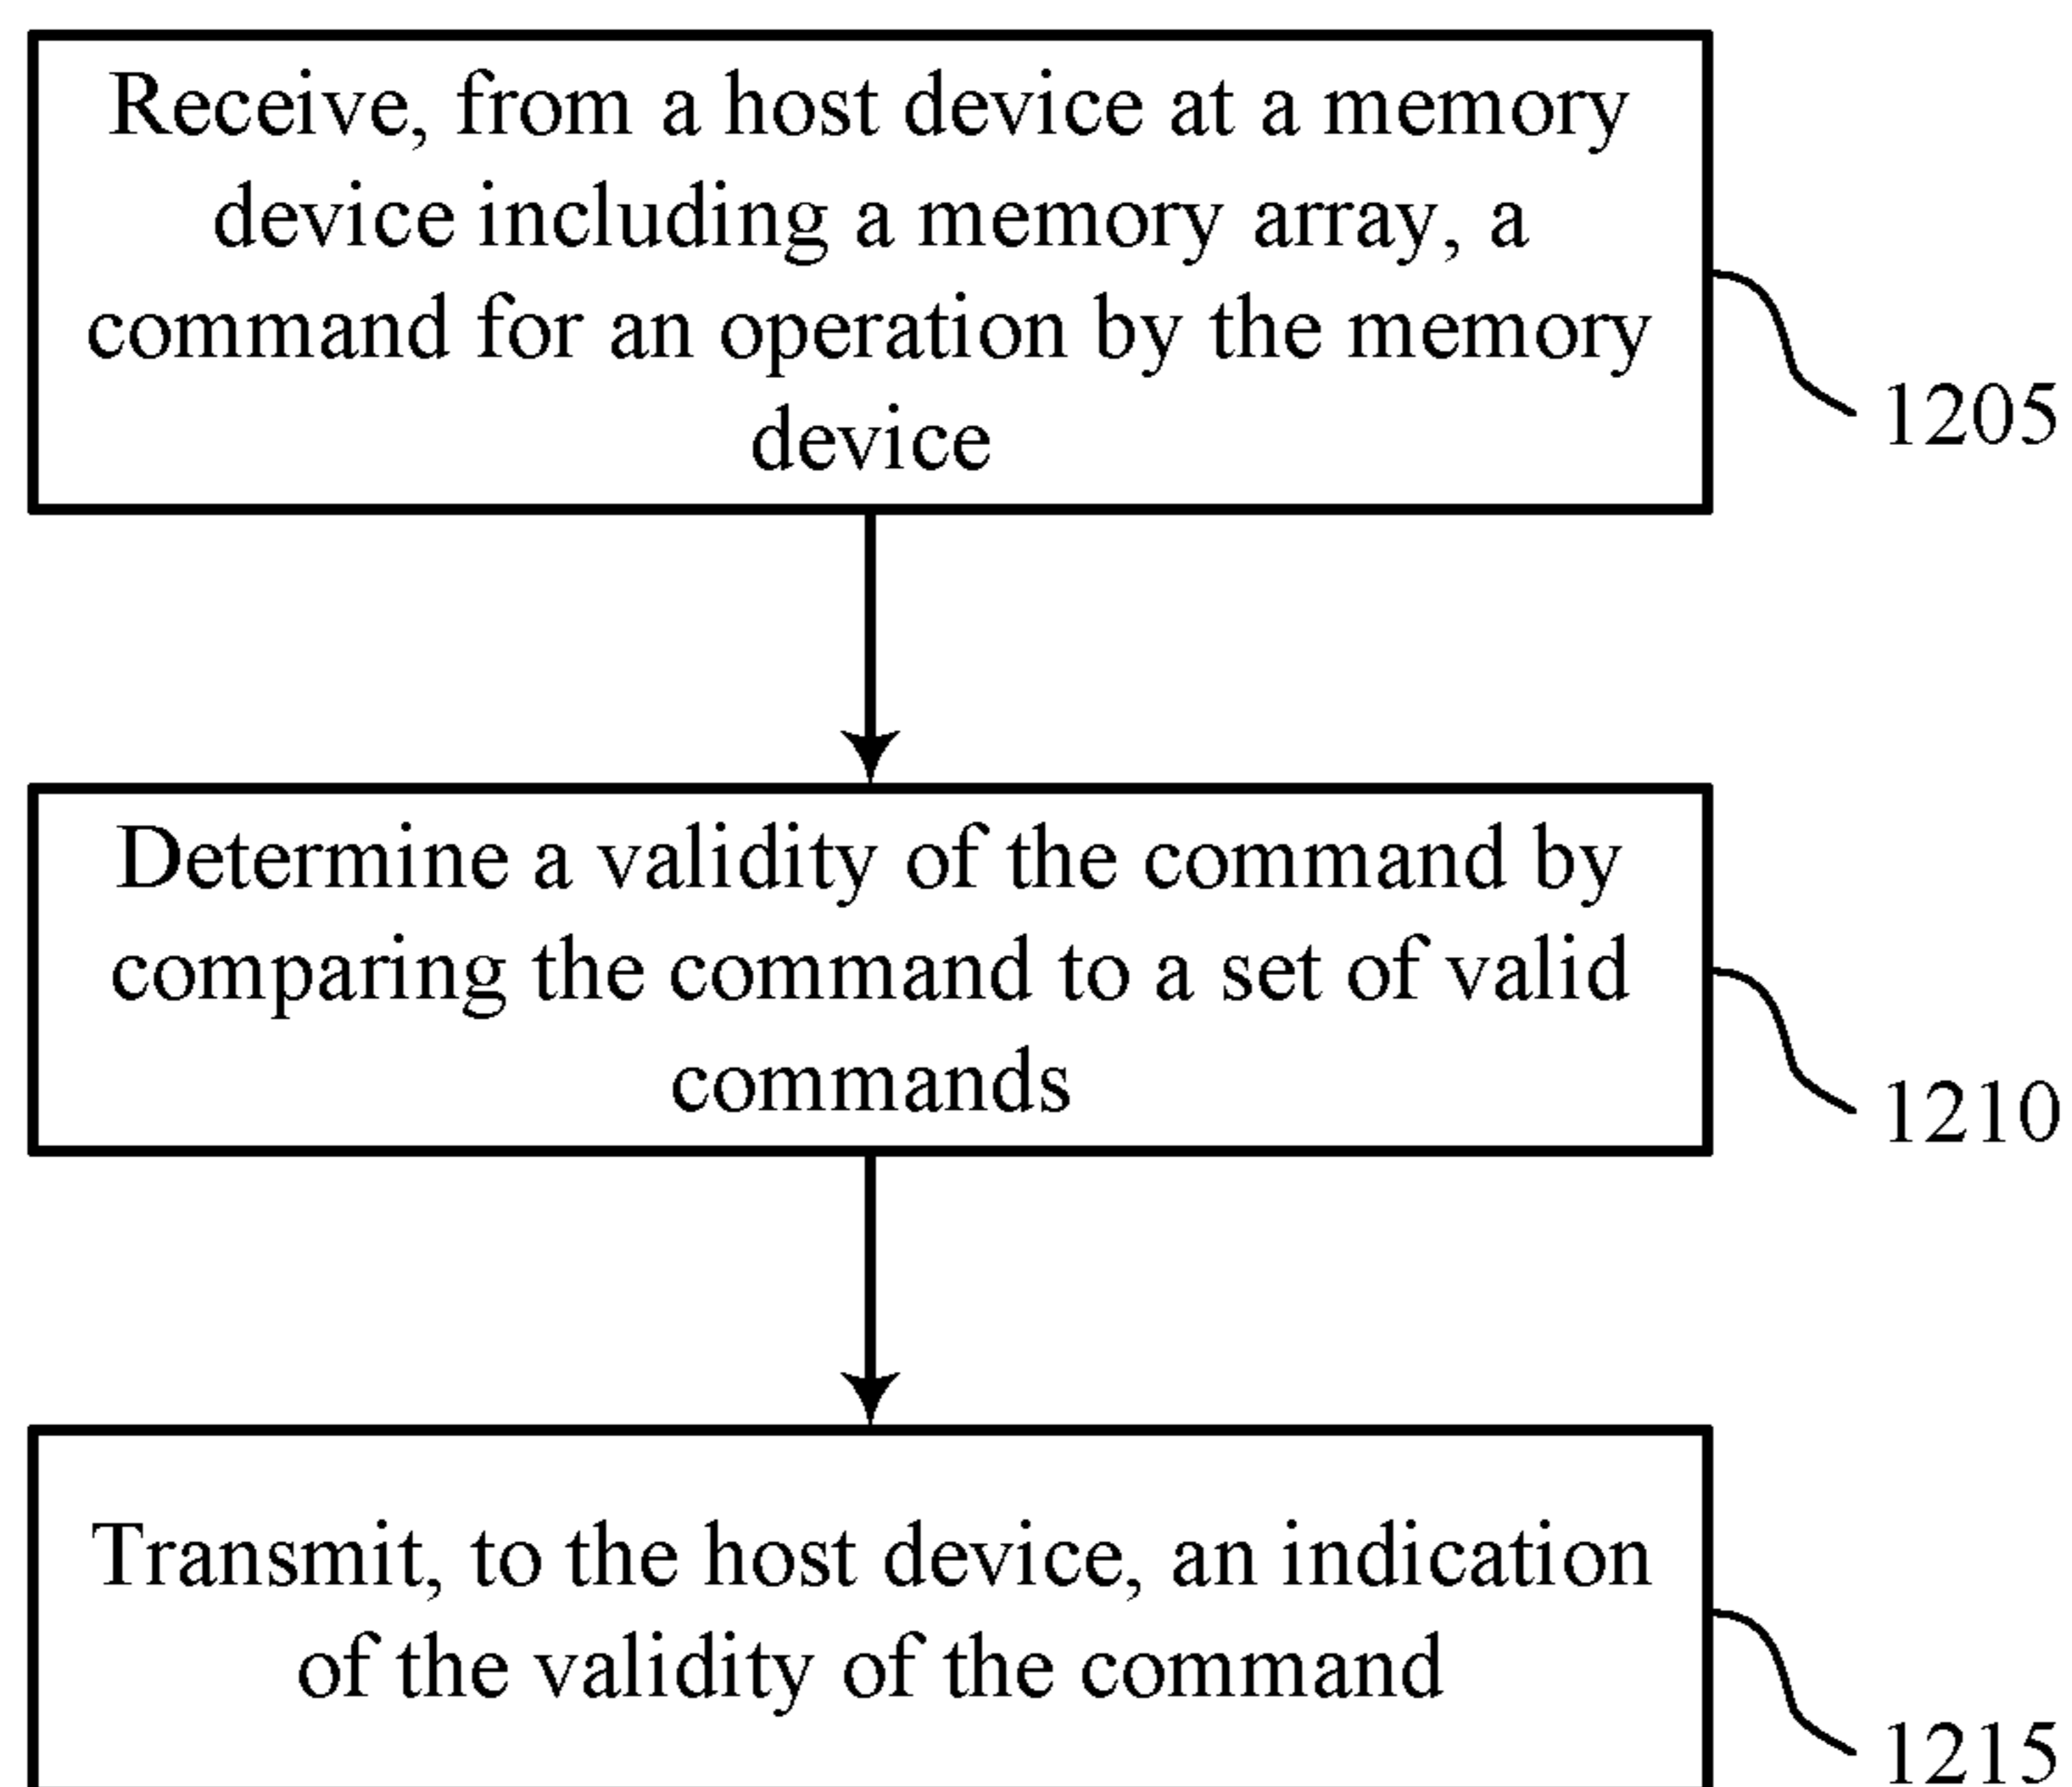 Receive, from a host device at a memory
device including a memory array, a
command for an operation by the memory
device
1205
Determine a validity of the command by
comparing the command to a set of valid
commands
1210
Transmit, to the host device, an indication
of the validity of the command
1215